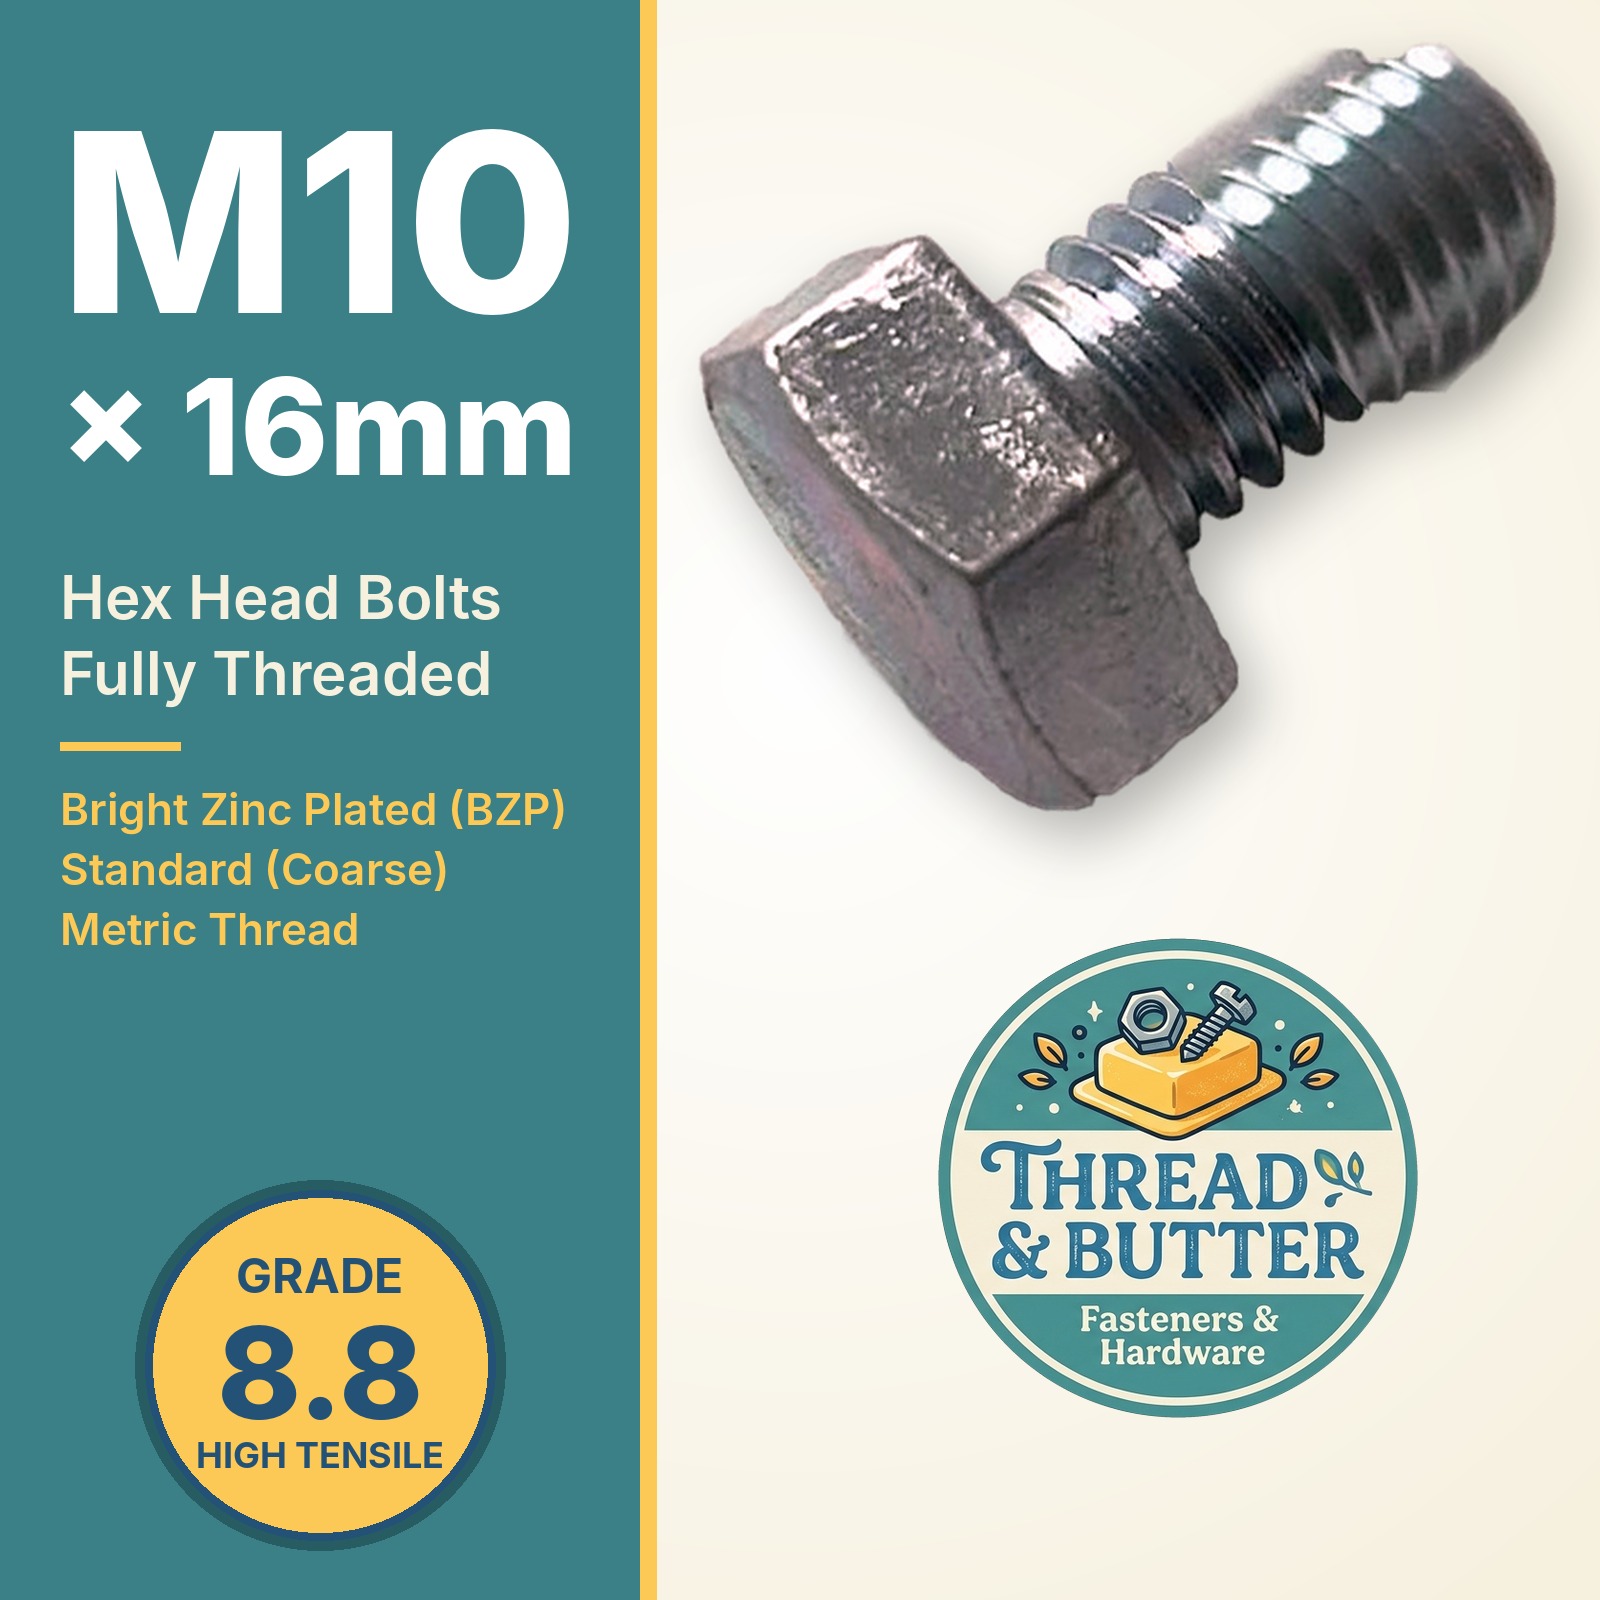 M10
× 16mm
Hex Head Bolts
Fully Threaded
Bright Zinc Plated (BZP)
Standard (Coarse)
Metric Thread
GRADE
8.8
HIGH TENSILE
THREAD
& BUTTER
Fasteners &
Hardware